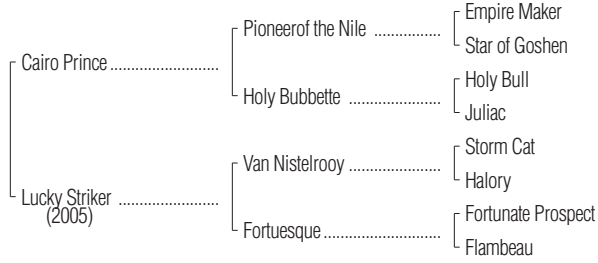 Empire Maker
Pioneerof the Nile ................
Star of Goshen
Cairo Prince ...........................
Holy Bull
Holy Bubbette ......................
Juliac
Storm Cat
Van Nistelrooy ......................
Halory
Lucky Striker .........................
(2005)
Fortunate Prospect
Fortuesque ............................
Flambeau